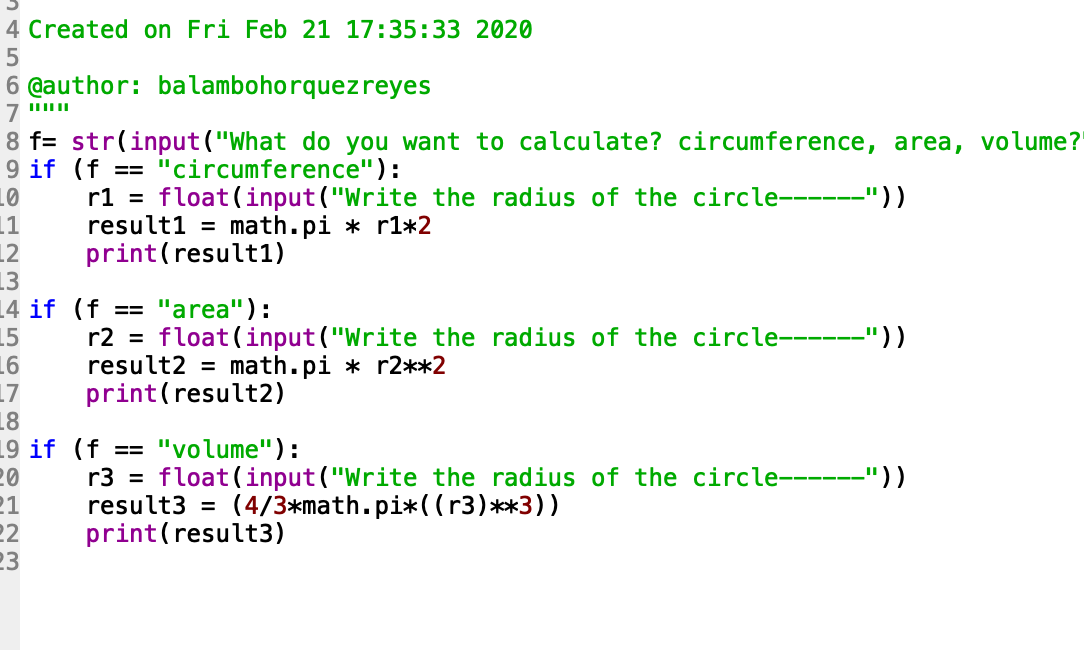 3
4 Created on Fri Feb 21 17:35:33 2020
5
6 @author: balambohorquezreyes
7 """
8 f= str(input("What do you want to calculate? circumference, area, volume?"
9 if (f == "circumference"):
10     r1 = float(input("Write the radius of the circle------"))
11     result1 = math.pi * r1*2
12     print(result1)
13
14 if (f == "area"):
15     r2 = float(input("Write the radius of the circle------"))
16     result2 = math.pi * r2**2
17     print(result2)
18
19 if (f == "volume"):
20     r3 = float(input("Write the radius of the circle------"))
21     result3 = (4/3*math.pi*((r3)**3))
22     print(result3)
23